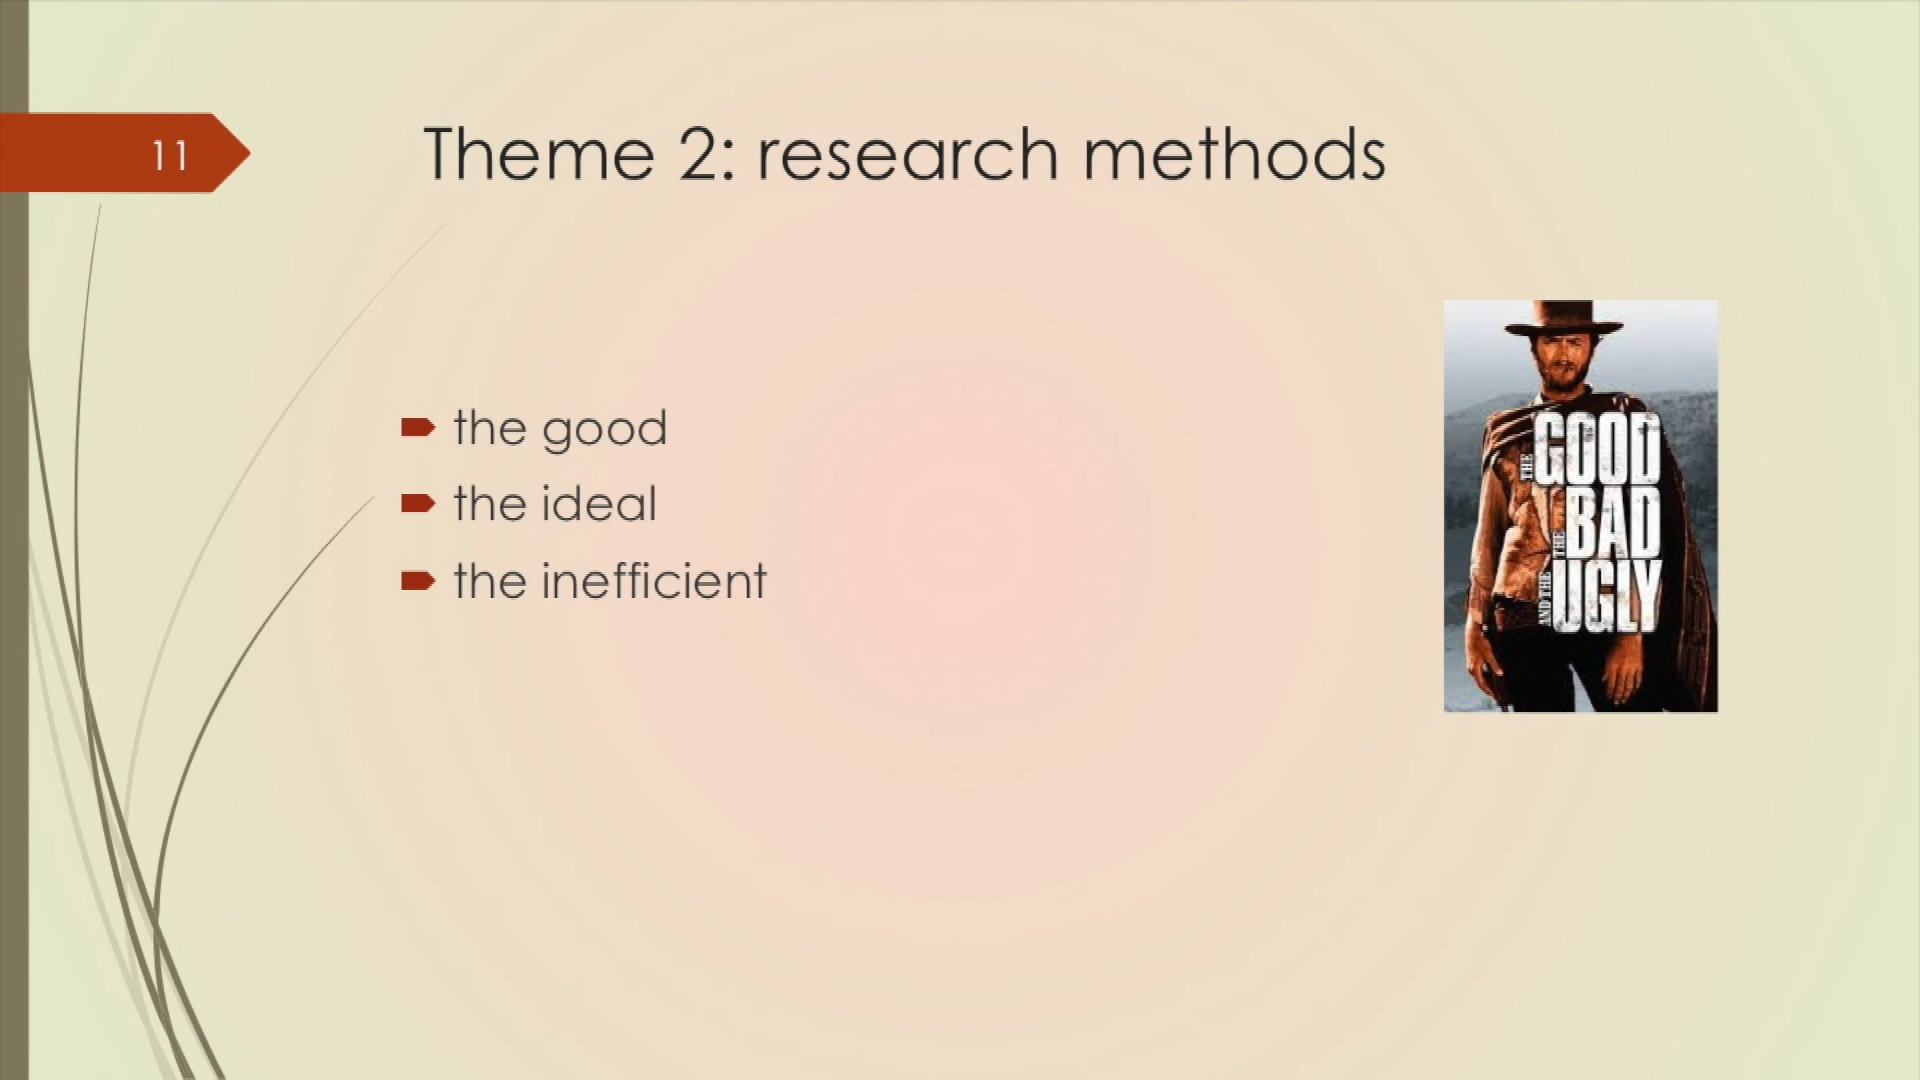 11
Theme 2: research methods
the good
the ideal
the inefficient
THE GOOD
THE BAD
AND THE UGLY